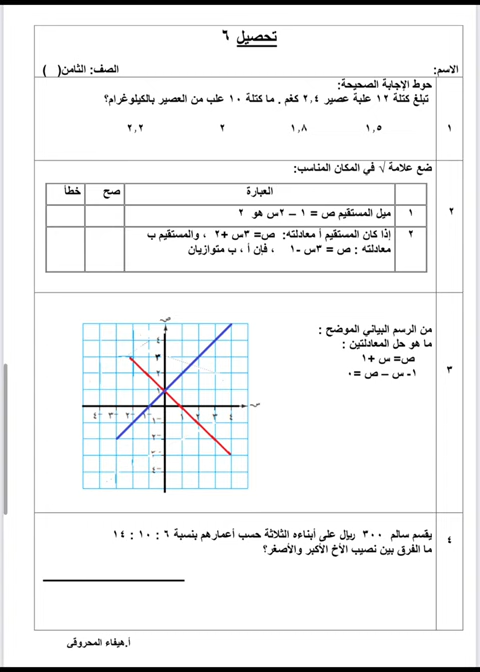 تحصيل ٦
الاسم: الصف: الثامن( )
حوط الإجابة الصحيحة:
١ تبلغ كتلة ١٢ علبة عصير ٢,٤ كغم . ما كتلة ١٠ علب من العصير بالكيلوغرام؟
١,٥ ١,٨ ٢ ٢,٢
ضع علامة √ في المكان المناسب:
٢
العبارة صح خطأ
١ ميل المستقيم ص = ١ – ٢س هو ٢
٢ إذا كان المستقيم أ معادلته: ص= ٣س +٢ ، والمستقيم ب
معادلته : ص = ٣س -١ ، فإن أ ، ب متوازيان
من الرسم البياني الموضح :
ما هو حل المعادلتين :
٣ ص= س +١
١- س – ص =٠
ص
٤
٣
٢
١
٤− ٣− ٢− ١− ١ ٢ ٣ ٤ س
١−
٢−
٣−
٤−
٤ يقسم سالم ٣٠٠ ريال على أبناءه الثلاثة حسب أعمارهم بنسبة ٦ : ١٠ : ١٤
ما الفرق بين نصيب الأخ الأكبر والأصغر؟
أ.هيفاء المحروقي